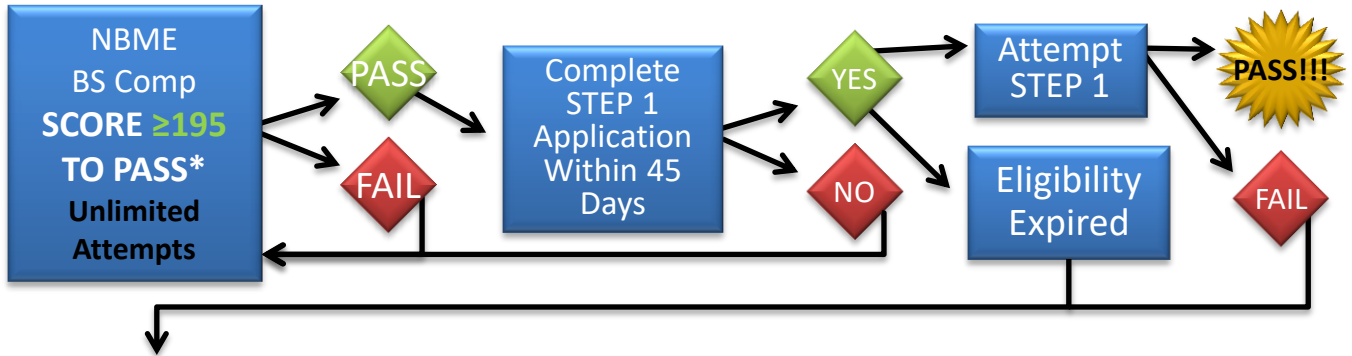 NBME
BS Comp
SCORE ≥195
TO PASS*
Unlimited
Attempts
PASS
FAIL
Complete
STEP 1
Application
Within 45
Days
YES
NO
Attempt
STEP 1
Eligibility
Expired
PASS!!!
FAIL